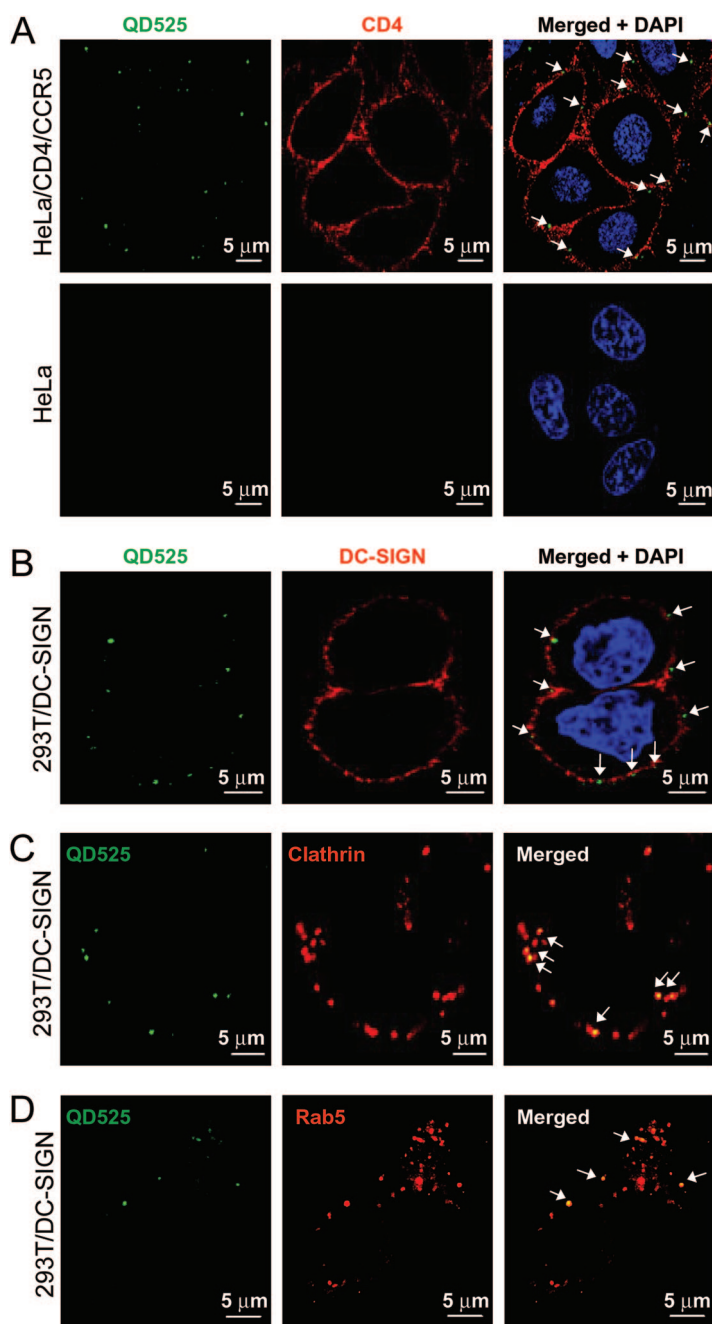 A
QD525
CD4
Merged + DAPI
HeLa/CD4/CCR5
5 μm
5 μm
5 μm
HeLa
5 μm
5 μm
5 μm
B
QD525
DC-SIGN
Merged + DAPI
293T/DC-SIGN
5 μm
5 μm
5 μm
C
QD525
Clathrin
Merged
293T/DC-SIGN
5 μm
5 μm
5 μm
D
QD525
Rab5
Merged
293T/DC-SIGN
5 μm
5 μm
5 μm